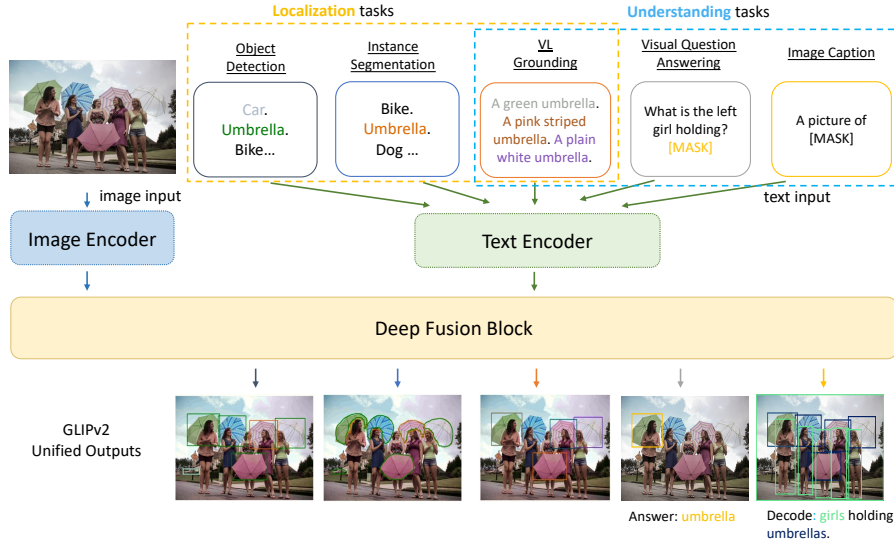 Localization tasks
Understanding tasks
Object
Detection
Instance
Segmentation
VL
Grounding
Visual Question
Answering
Image Caption
Car.
Umbrella.
Bike...
Bike.
Umbrella.
Dog ...
A green umbrella.
A pink striped
umbrella. A plain
white umbrella.
What is the left
girl holding?
[MASK]
A picture of
[MASK]
image input
text input
Image Encoder
Text Encoder
Deep Fusion Block
GLIPv2
Unified Outputs
Answer: umbrella
Decode: girls holding
umbrellas.